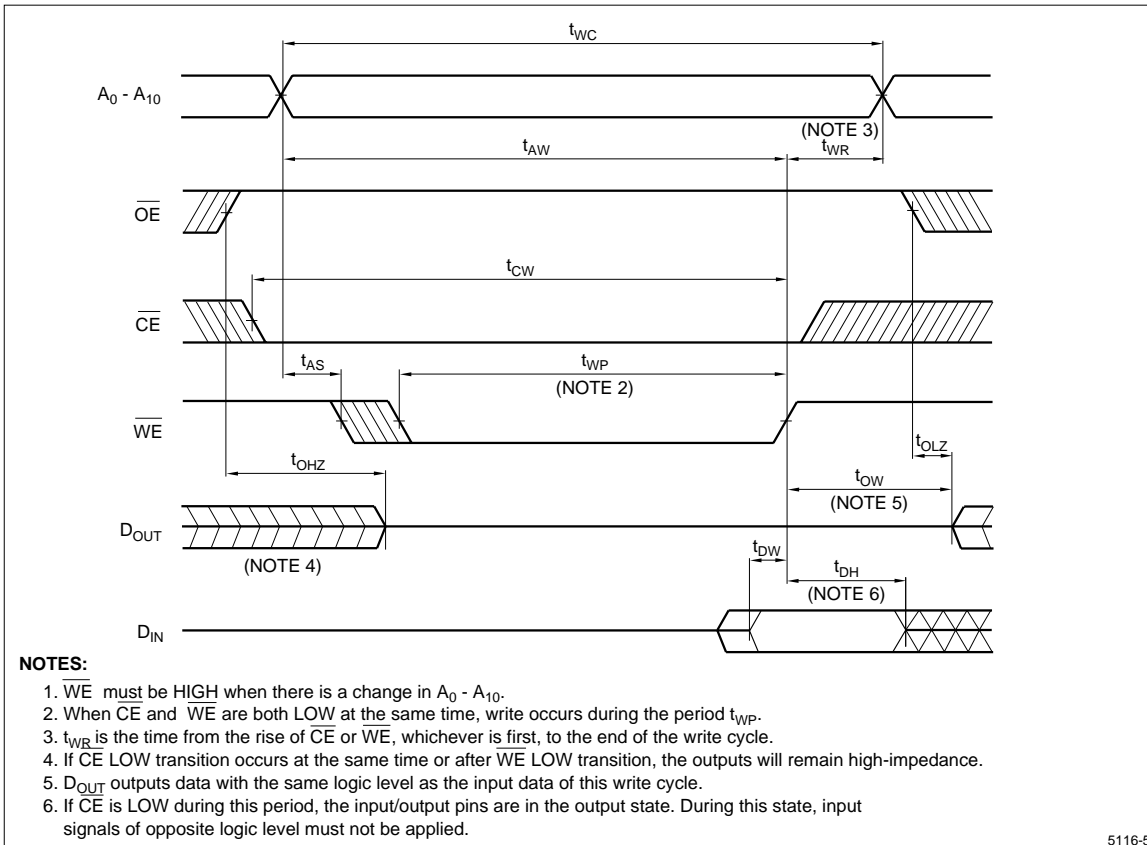 tWC
A0 - A10
(NOTE 3)
tAW
tWR
OE
tCW
CE
tAS
tWP
(NOTE 2)
WE
tOHZ
tOLZ
tOW
(NOTE 5)
DOUT
(NOTE 4)
tDW
tDH
(NOTE 6)
DIN
NOTES:
1. WE must be HIGH when there is a change in A0 - A10.
2. When CE and WE are both LOW at the same time, write occurs during the period tWP.
3. tWR is the time from the rise of CE or WE, whichever is first, to the end of the write cycle.
4. If CE LOW transition occurs at the same time or after WE LOW transition, the outputs will remain high-impedance.
5. DOUT outputs data with the same logic level as the input data of this write cycle.
6. If CE is LOW during this period, the input/output pins are in the output state. During this state, input
signals of opposite logic level must not be applied.
5116-5